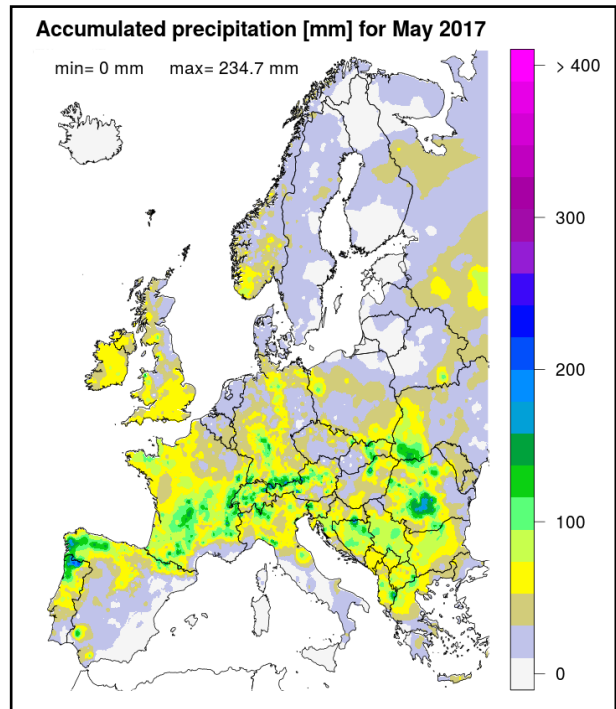 Accumulated precipitation [mm] for May 2017
min= 0 mm max= 234.7 mm
> 400
300
200
100
0